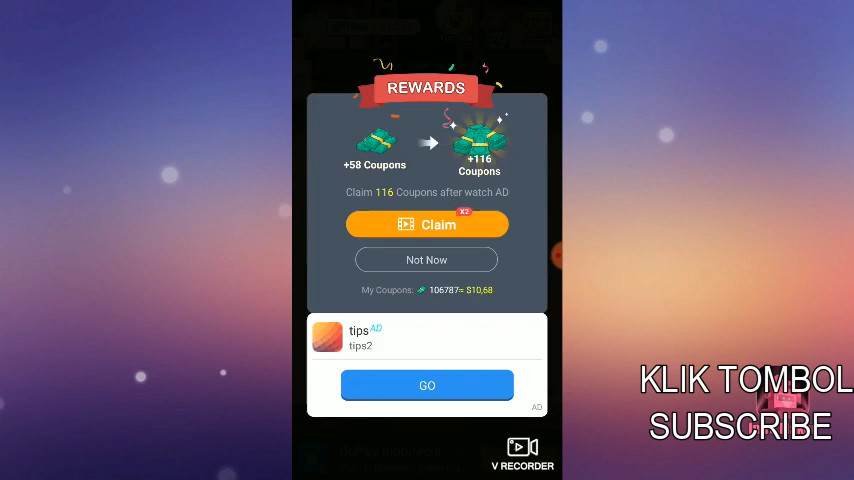 REWARDS
+58 Coupons
+116
Coupons
Claim 116 Coupons after watch AD
X2
Claim
Not Now
My Coupons: 106787≈ $10,68
tips AD
tips2
GO
AD
KLIK TOMBOL
SUBSCRIBE
V RECORDER